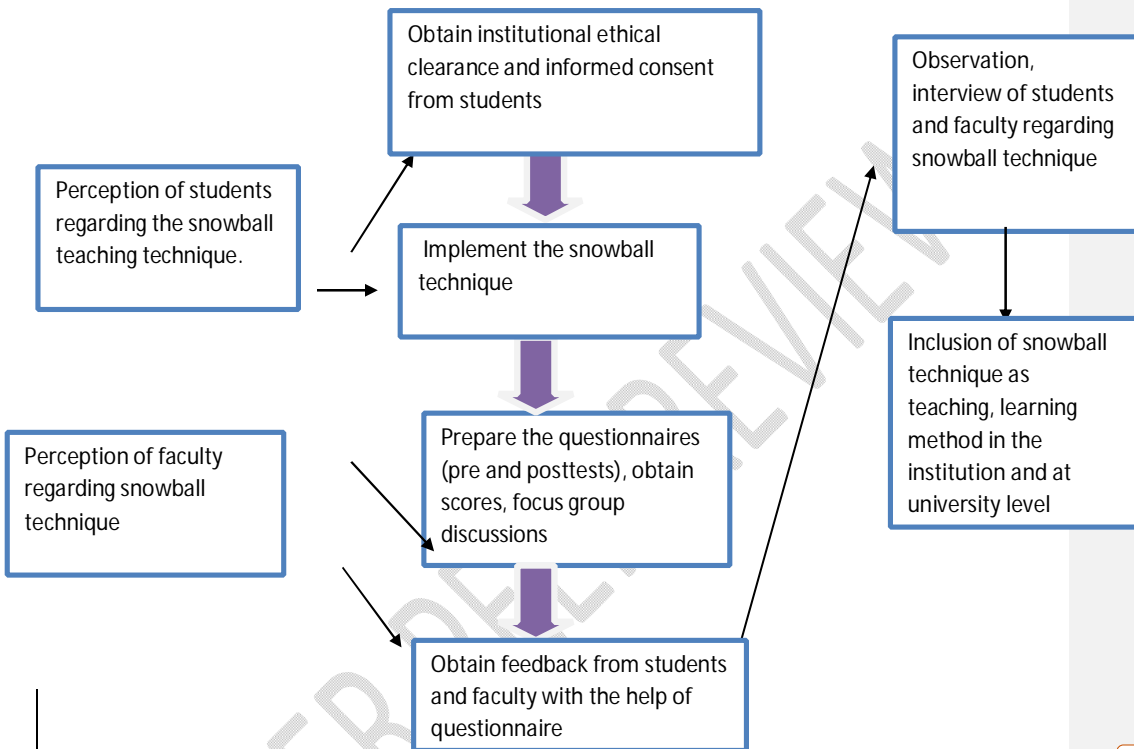 Obtain institutional ethical
clearance and informed consent
from students
Observation,
interview of students
and faculty regarding
snowball technique
Perception of students
regarding the snowball
teaching technique.
Implement the snowball
technique
Inclusion of snowball
technique as
teaching, learning
method in the
institution and at
university level
Prepare the questionnaires
(pre and posttests), obtain
scores, focus group
discussions
Perception of faculty
regarding snowball
technique
Obtain feedback from students
and faculty with the help of
questionnaire
ER PEER REVIEW